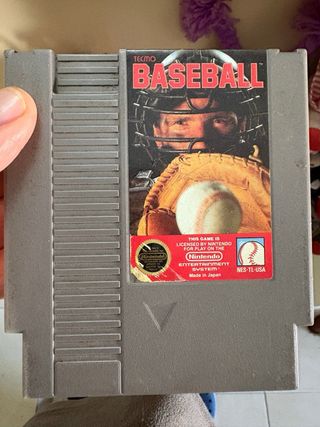 TECMO
BASEBALL™
THIS GAME IS
LICENSED BY NINTENDO
FOR PLAY ON THE
Nintendo
ENTERTAINMENT
SYSTEM
Made in Japan
NES-TL-USA